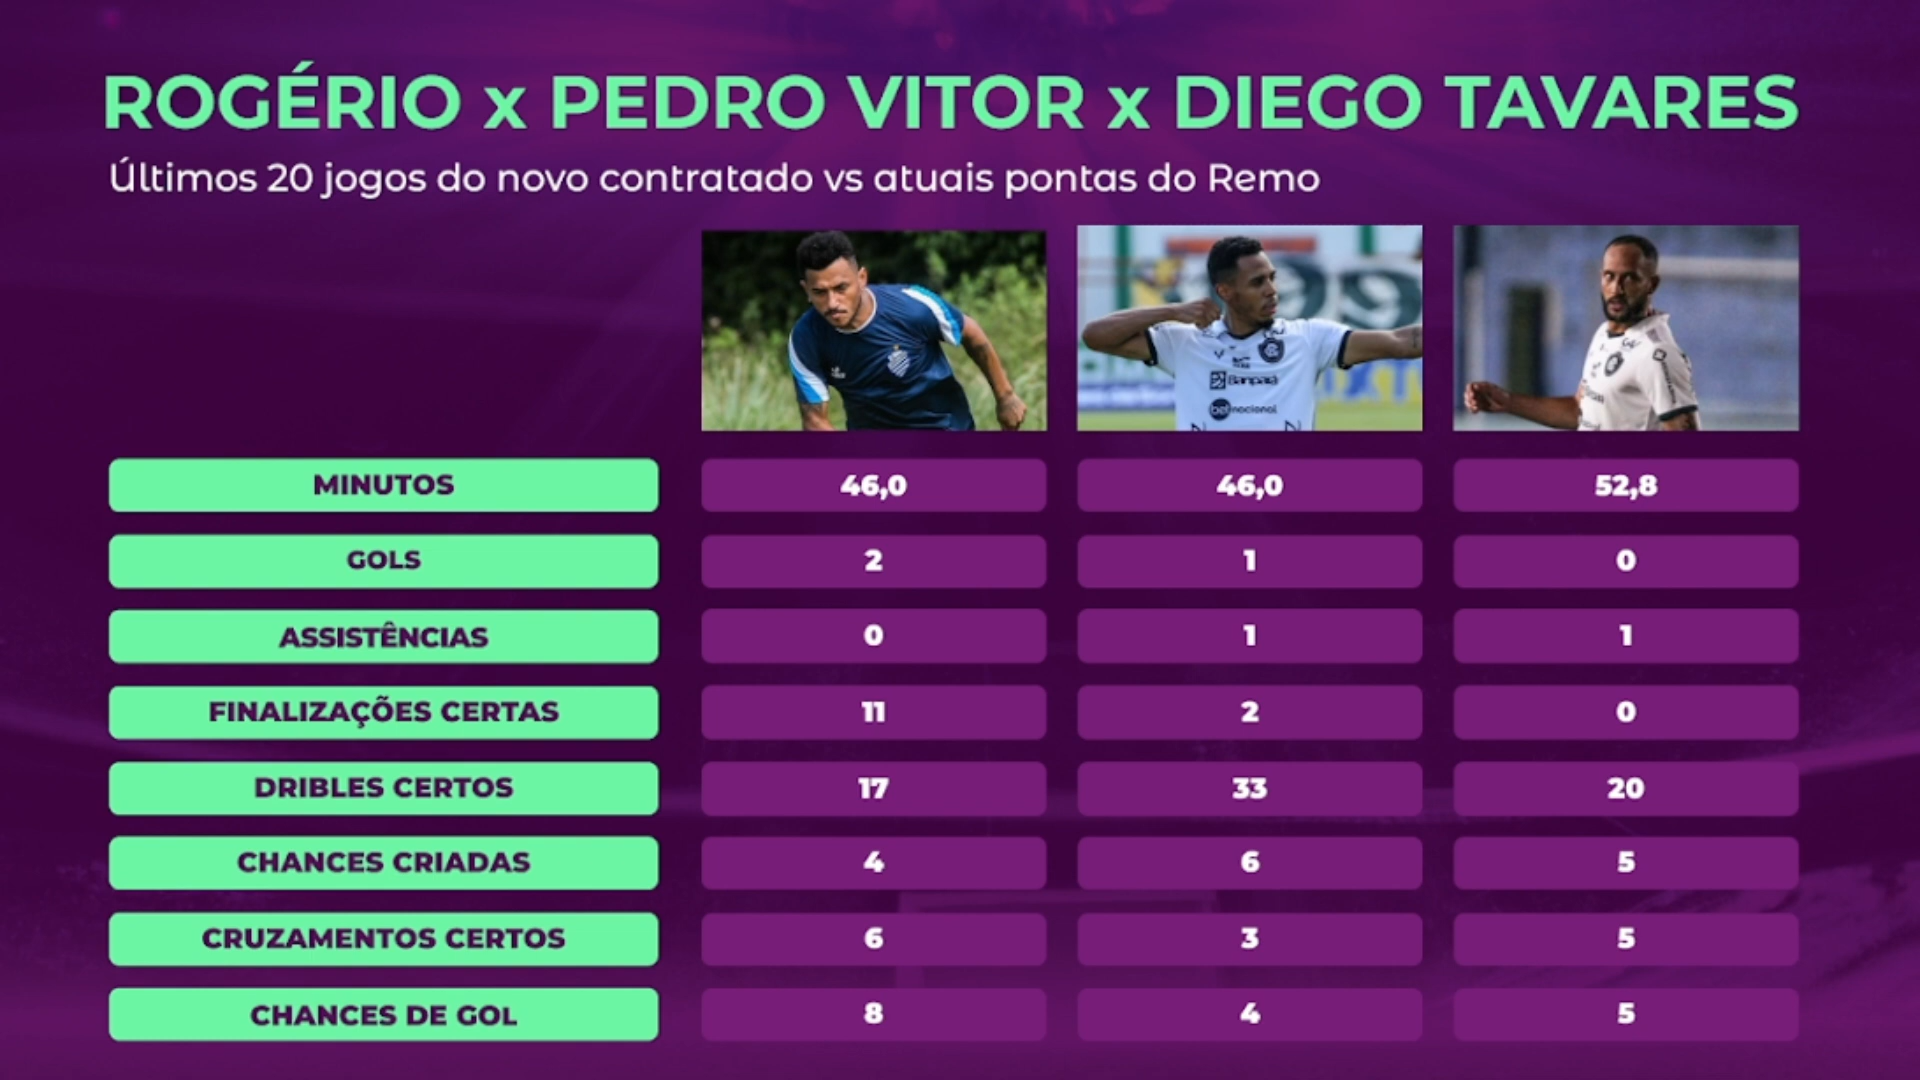 ROGÉRIO x PEDRO VITOR x DIEGO TAVARES
Últimos 20 jogos do novo contratado vs atuais pontas do Remo
99
Banpará
betnacional
MINUTOS 46,0 46,0 52,8
GOLS 2 1 0
ASSISTÊNCIAS 0 1 1
FINALIZAÇÕES CERTAS 11 2 0
DRIBLES CERTOS 17 33 20
CHANCES CRIADAS 4 6 5
CRUZAMENTOS CERTOS 6 3 5
CHANCES DE GOL 8 4 5